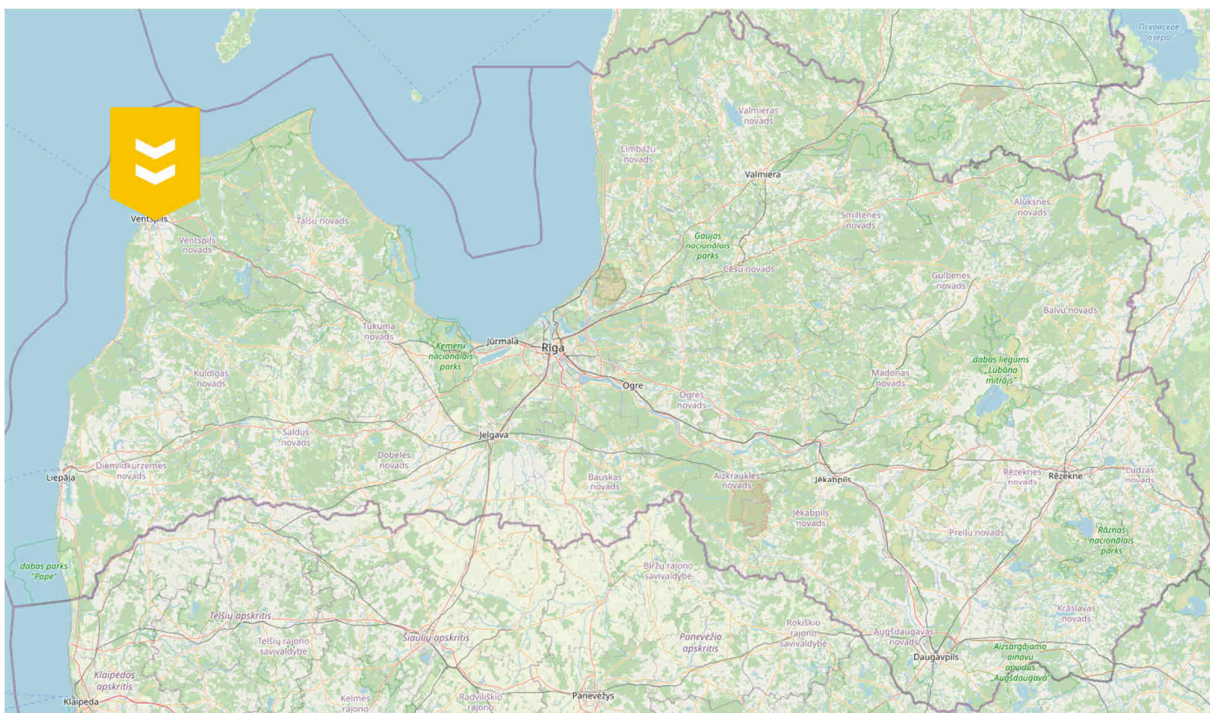 Псковское
озеро
Valmieras
novads
Limbažu
novads
Valmiera
Ventspils
Talsu novads
Ventspils
novads
Smiltenes
novads
Alūksnes
novads
Gaujas
nacionālais
parks
Cēsu novads
Gulbenes
novads
Balvu novads
Tukuma
novads
Ķemeru
nacionālais
parks
Jūrmala
Rīga
Kuldīgas
novads
Ogre
Ogres
novads
Madonas
novads
dabas liegums
"Lubāna
mitrājs"
Saldus
novads
Jelgava
Dobeles
novads
Liepāja
Dienvidkurzemes
novads
Bauskas
novads
Aizkraukles
novads
Jēkabpils
Rēzeknes
novads
Rēzekne
Ludzas
novads
Jēkabpils
novads
Preiļu novads
Rāznas
nacionālais
parks
dabas parks
"Pape"
Biržų rajono
savivaldybė
Telšių apskritis
Telšių rajono
savivaldybė
Šiaulių apskritis
Panevėžio
apskritis
Rokiškio
rajono
savivaldybė
Augšdaugavas
novads
Krāslavas
novads
Daugavpils
Aizsargājamo
ainavu
apvidus
"Augšdaugava"
Klaipėdos
apskritis
Klaipėda
Kelmės
rajono
Radviliškio
rajono
Panevėžys